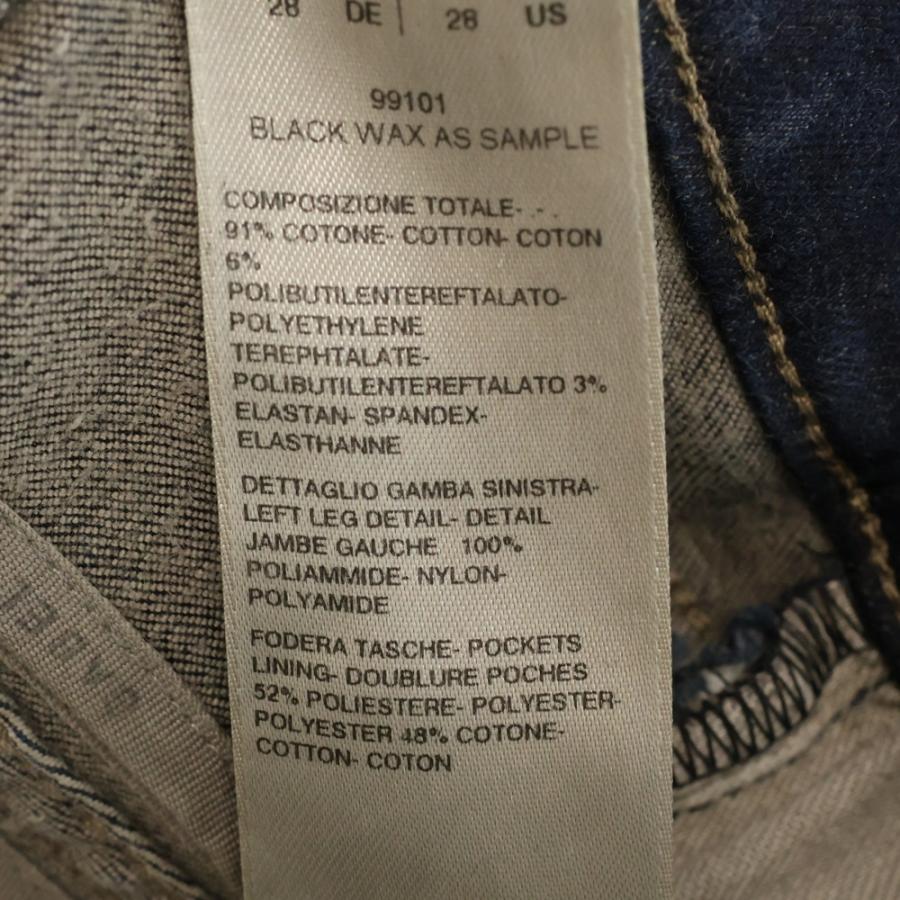 28 DE | 28 US
99101
BLACK WAX AS SAMPLE
COMPOSIZIONE TOTALE- .- .
91% COTONE- COTTON- COTON
6%
POLIBUTILENTEREFTALATO-
POLYETHYLENE
TEREPHTALATE-
POLIBUTILENTEREFTALATO 3%
ELASTAN- SPANDEX-
ELASTHANNE
DETTAGLIO GAMBA SINISTRA-
LEFT LEG DETAIL- DETAIL
JAMBE GAUCHE 100%
POLIAMMIDE- NYLON-
POLYAMIDE
FODERA TASCHE- POCKETS
LINING- DOUBLURE POCHES
52% POLIESTERE- POLYESTER-
POLYESTER 48% COTONE-
COTTON- COTON